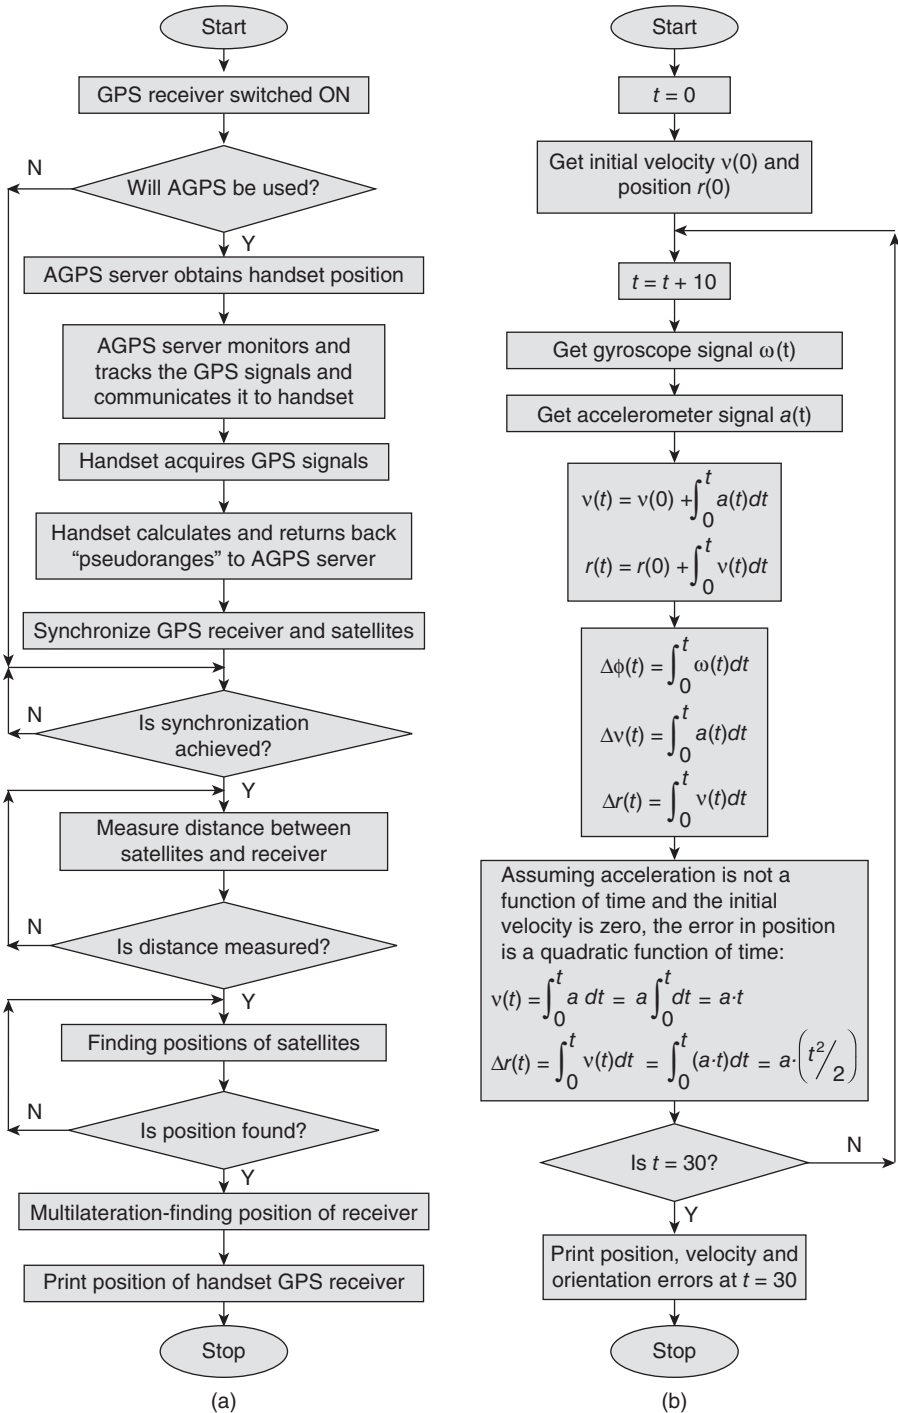 Start
GPS receiver switched ON
N
Will AGPS be used?
Y
AGPS server obtains handset position
AGPS server monitors and
tracks the GPS signals and
communicates it to handset
Handset acquires GPS signals
Handset calculates and returns back
“pseudoranges” to AGPS server
Synchronize GPS receiver and satellites
N
Is synchronization
achieved?
Y
Measure distance between
satellites and receiver
N
Is distance measured?
Y
Finding positions of satellites
N
Is position found?
Y
Multilateration-finding position of receiver
Print position of handset GPS receiver
Stop
(a)
Start
t = 0
Get initial velocity ν(0) and
position r(0)
t = t + 10
Get gyroscope signal ω(t)
Get accelerometer signal a(t)
ν(t) = ν(0) + ∫₀ᵗ a(t)dt
r(t) = r(0) + ∫₀ᵗ ν(t)dt
Δϕ(t) = ∫₀ᵗ ω(t)dt
Δν(t) = ∫₀ᵗ a(t)dt
Δr(t) = ∫₀ᵗ ν(t)dt
Assuming acceleration is not a
function of time and the initial
velocity is zero, the error in position
is a quadratic function of time:
ν(t) = ∫₀ᵗ a dt = a ∫₀ᵗ dt = a·t
Δr(t) = ∫₀ᵗ ν(t)dt = ∫₀ᵗ (a·t)dt = a·(t²/2)
Is t = 30?
N
Y
Print position, velocity and
orientation errors at t = 30
Stop
(b)